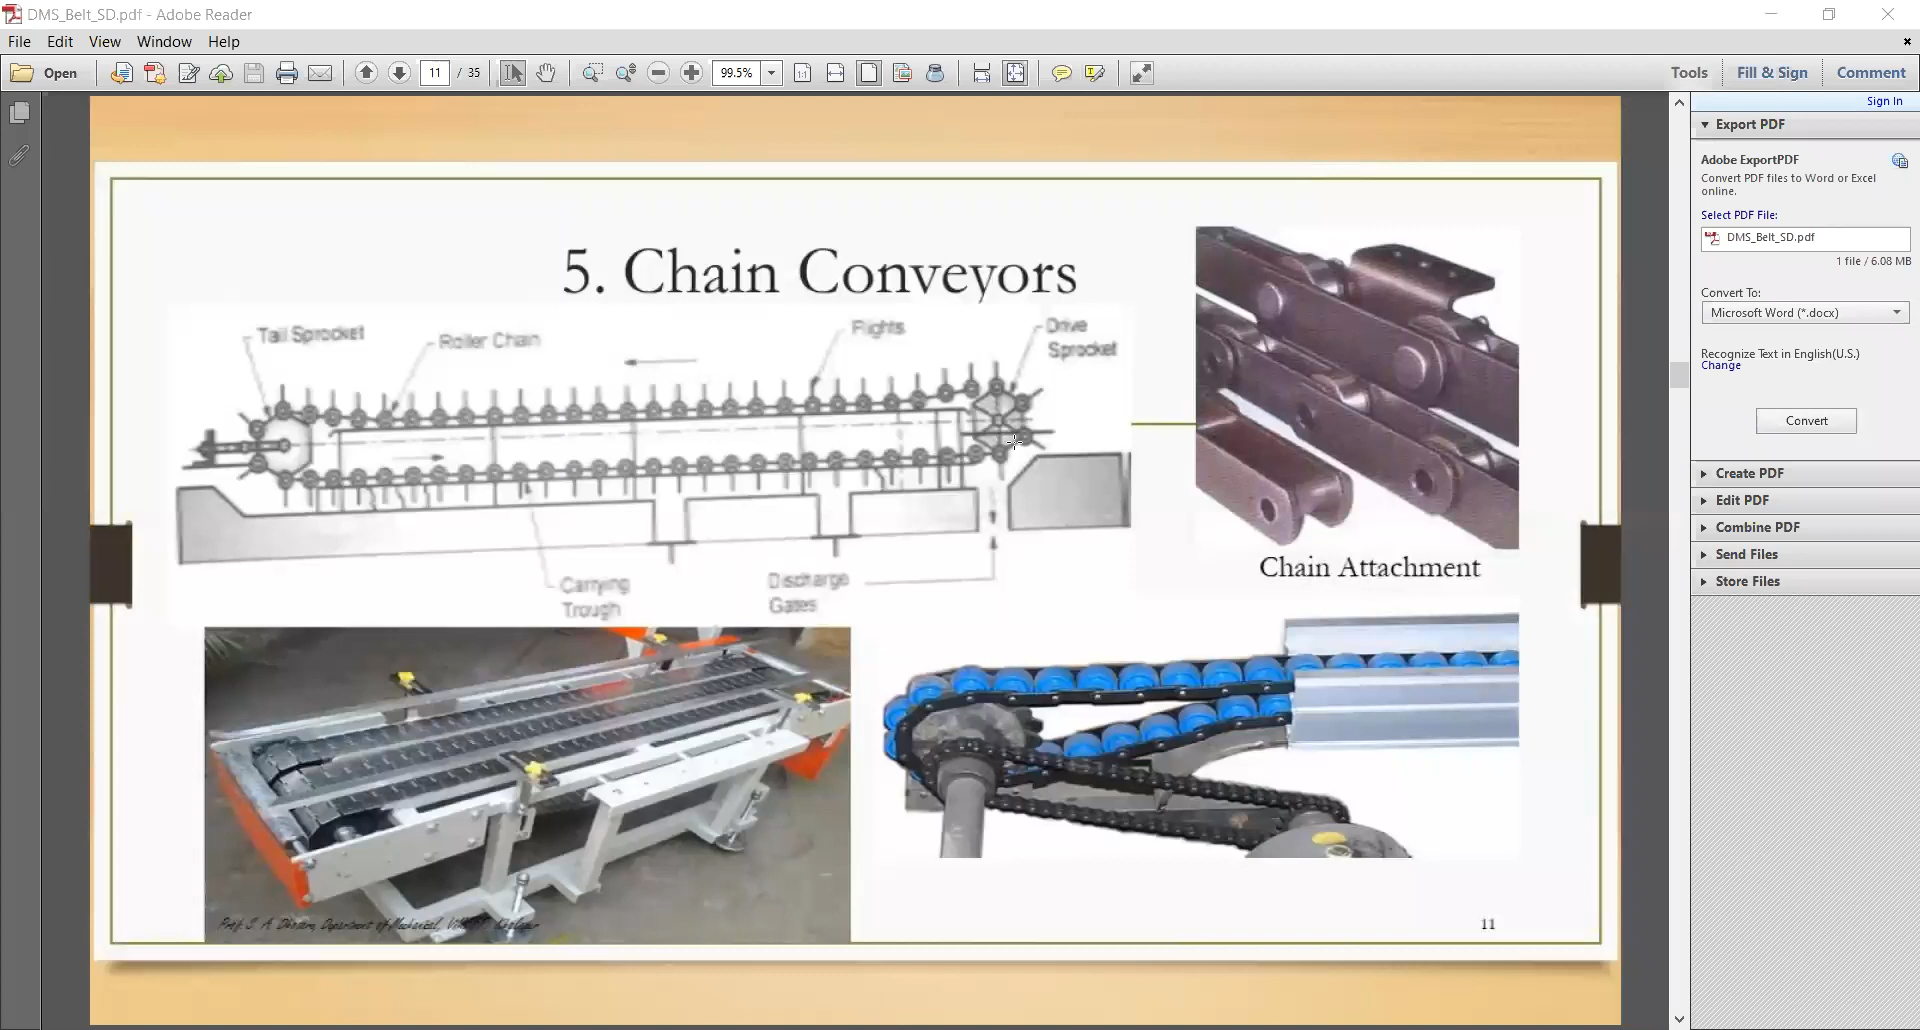 DMS_Belt_SD.pdf - Adobe Reader
File Edit View Window Help
Open 11 / 35 99.5% Tools Fill & Sign Comment
Sign In
Export PDF
Adobe ExportPDF
Convert PDF files to Word or Excel
online.
Select PDF File:
DMS_Belt_SD.pdf
1 file / 6.08 MB
Convert To:
Microsoft Word (*.docx)
Recognize Text in English(U.S.)
Change
Convert
Create PDF
Edit PDF
Combine PDF
Send Files
Store Files
5. Chain Conveyors
Tail Sprocket
Roller Chain
Flights
Drive
Sprocket
Carrying
Trough
Discharge
Gates
Chain Attachment
Prof. S. A. Department of Mechanical,
11